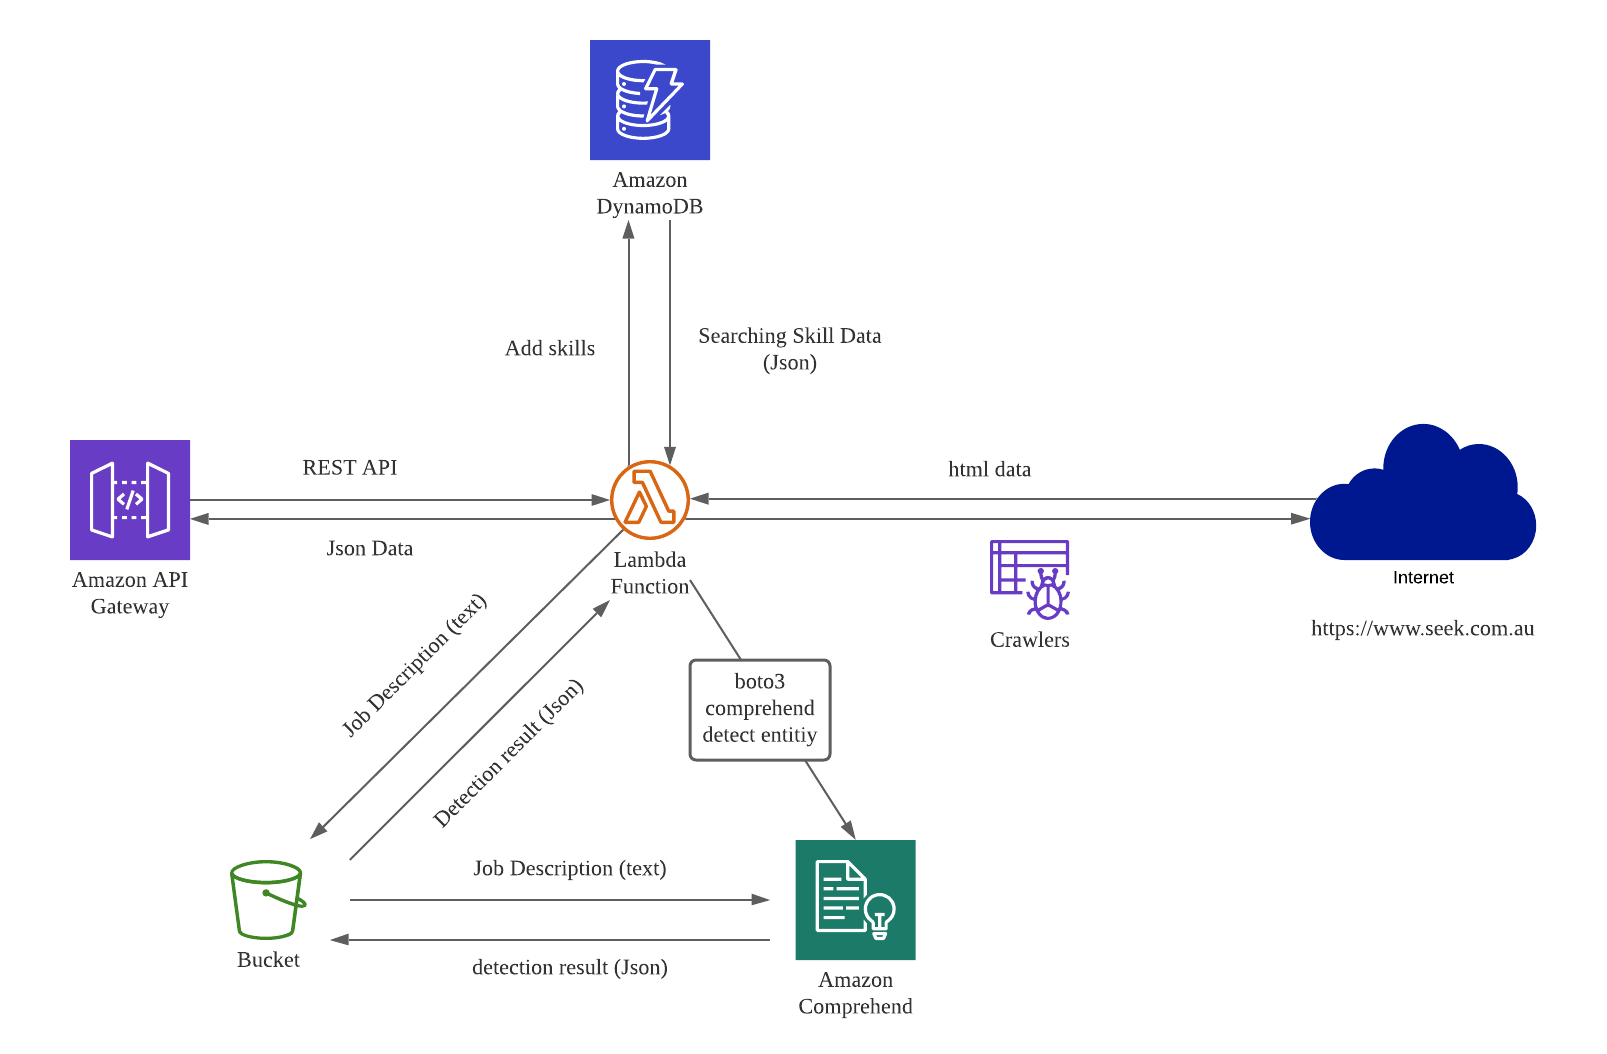 Amazon
DynamoDB
Add skills
Searching Skill Data
(Json)
REST API
html data
Json Data
Amazon API
Gateway
Lambda
Function
Internet
https://www.seek.com.au
Crawlers
Job Description (text)
Detection result (Json)
boto3
comprehend
detect entitiy
Job Description (text)
detection result (Json)
Bucket
Amazon
Comprehend